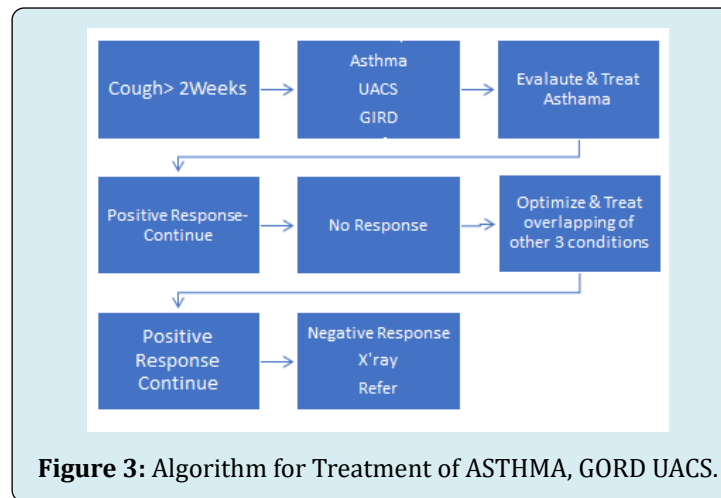 Cough> 2Weeks
Asthma
UACS
GIRD
Evalaute & Treat
Asthama
Positive Response-
Continue
No Response
Optimize & Treat
overlapping of
other 3 conditions
Positive
Response
Continue
Negative Response
X'ray
Refer
Figure 3: Algorithm for Treatment of ASTHMA, GORD UACS.